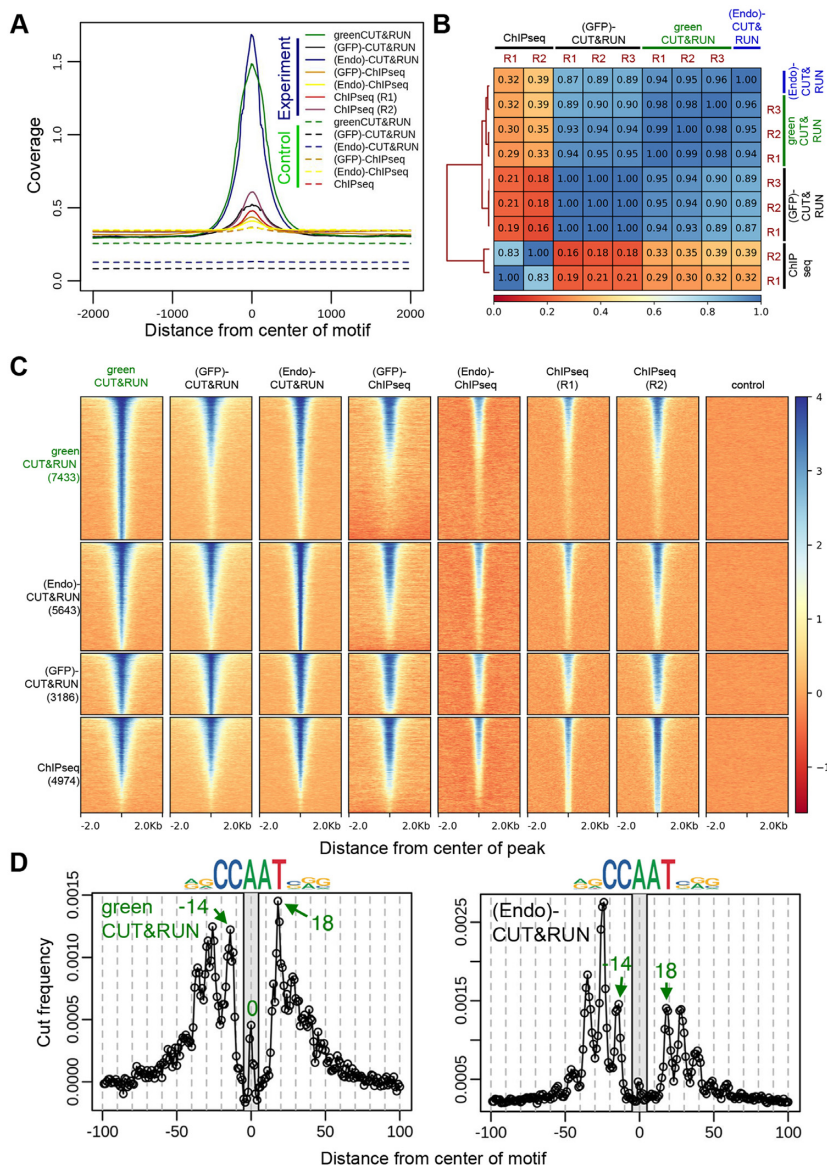 A
Coverage
1.5
1.0
0.5
0.0
-2000
-1000
0
1000
2000
Distance from center of motif
Experiment
greenCUT&RUN
(GFP)-CUT&RUN
(Endo)-CUT&RUN
(GFP)-ChIPseq
(Endo)-ChIPseq
ChIPseq (R1)
ChIPseq (R2)
Control
greenCUT&RUN
(GFP)-CUT&RUN
(Endo)-CUT&RUN
(GFP)-ChIPseq
(Endo)-ChIPseq
ChIPseq
B
ChIPseq
(GFP)-
CUT&RUN
green
CUT&RUN
(Endo)-
CUT&
RUN
R1 R2 R1 R2 R3 R1 R2 R3
0.32 0.39 0.87 0.89 0.89 0.94 0.95 0.96 1.00
0.32 0.39 0.89 0.90 0.90 0.98 0.98 1.00 0.96 R3
0.30 0.35 0.93 0.94 0.94 0.99 1.00 0.98 0.95 R2
0.29 0.33 0.94 0.95 0.95 1.00 0.99 0.98 0.94 R1
0.21 0.18 1.00 1.00 1.00 0.95 0.94 0.90 0.89 R3
0.21 0.18 1.00 1.00 1.00 0.95 0.94 0.90 0.89 R2
0.19 0.16 1.00 1.00 1.00 0.94 0.93 0.89 0.87 R1
0.83 1.00 0.16 0.18 0.18 0.33 0.35 0.39 0.39 R2
1.00 0.83 0.19 0.21 0.21 0.29 0.30 0.32 0.32 R1
(Endo)-
CUT&
RUN
green
CUT&
RUN
(GFP)-
CUT&
RUN
ChIP
seq
0.0 0.2 0.4 0.6 0.8 1.0
C
green
CUT&RUN
(GFP)-
CUT&RUN
(Endo)-
CUT&RUN
(GFP)-
ChIPseq
(Endo)-
ChIPseq
ChIPseq
(R1)
ChIPseq
(R2)
control
green
CUT&RUN
(7433)
(Endo)-
CUT&RUN
(5643)
(GFP)-
CUT&RUN
(3186)
ChIPseq
(4974)
4
3
2
1
0
-1
-2.0 2.0Kb -2.0 2.0Kb -2.0 2.0Kb -2.0 2.0Kb -2.0 2.0Kb -2.0 2.0Kb -2.0 2.0Kb -2.0 2.0Kb
Distance from center of peak
D
CCAAT
green
CUT&RUN
-14
18
0
Cut frequency
0.0015
0.0010
0.0005
0.0000
-100 -50 0 50 100
Distance from center of motif
CCAAT
(Endo)-
CUT&RUN
-14
18
0.0025
0.0015
0.0005
-100 -50 0 50 100
Distance from center of motif